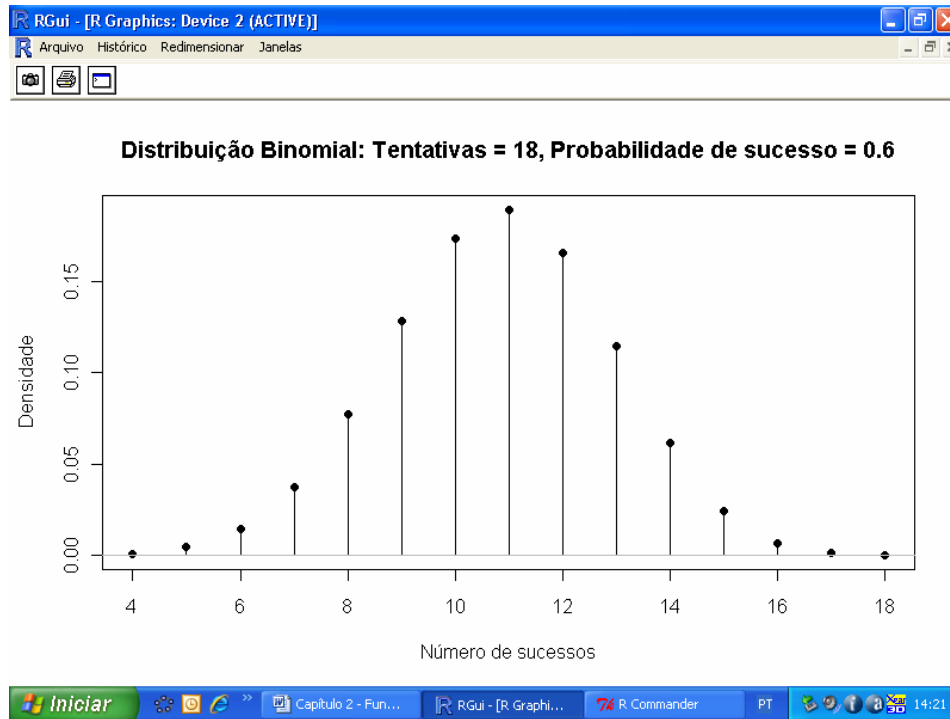 RGui - [R Graphics: Device 2 (ACTIVE)]
Arquivo Histórico Redimensionar Janelas
Distribuição Binomial: Tentativas = 18, Probabilidade de sucesso = 0.6
Densidade
0.15
0.10
0.05
0.00
4 6 8 10 12 14 16 18
Número de sucessos
Iniciar » Capítulo 2 - Fun... RGui - [R Graphi... R Commander PT 14:21